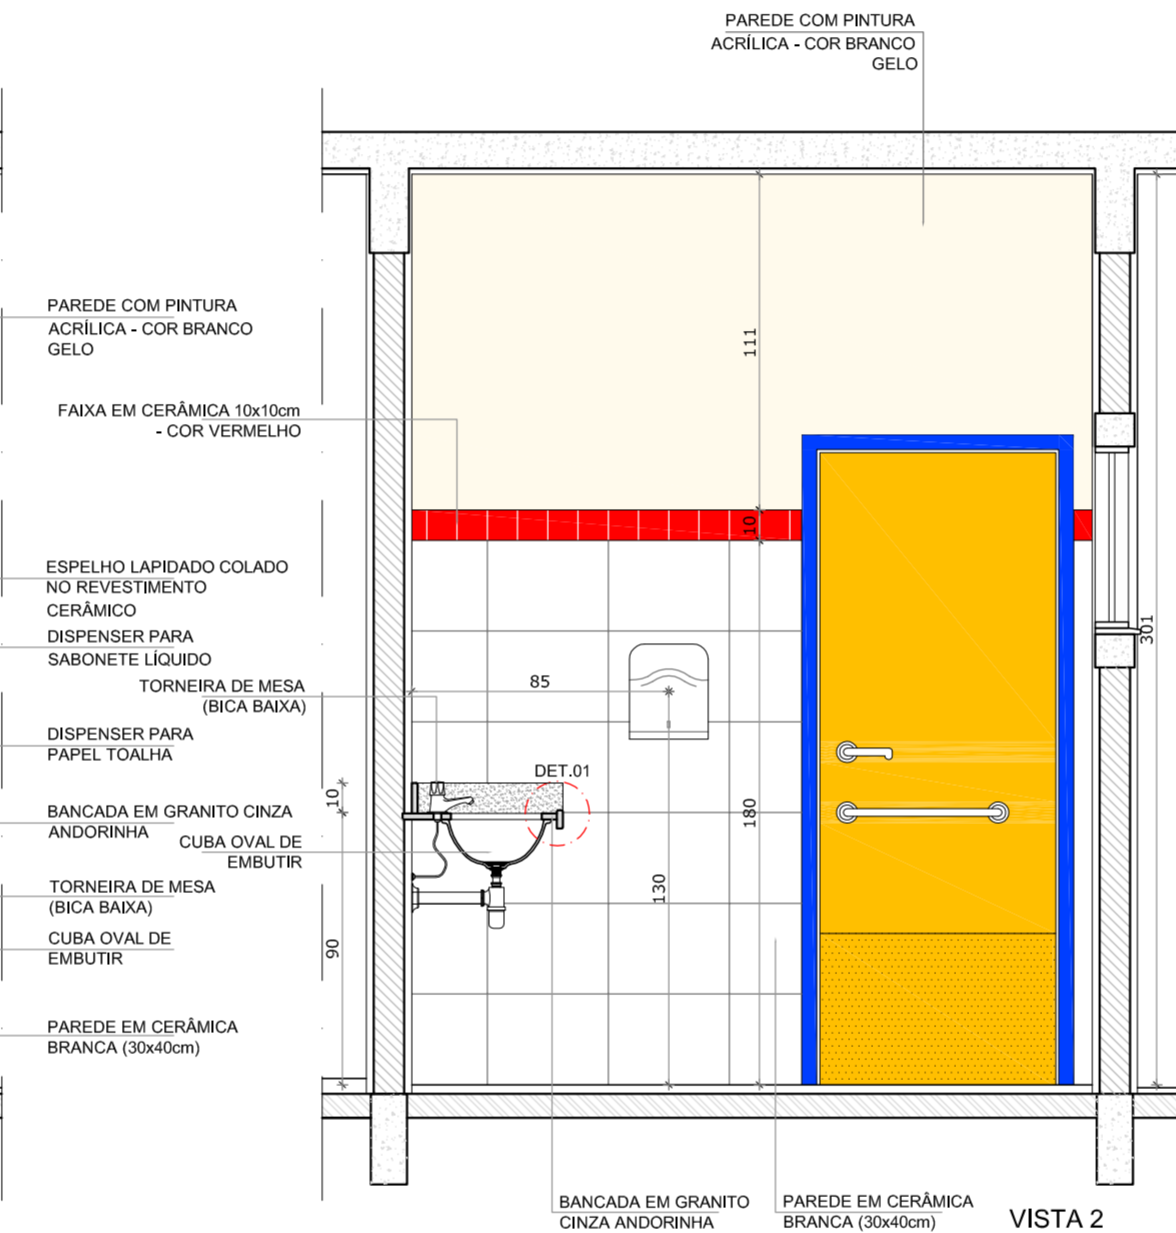 PAREDE COM PINTURA
ACRÍLICA - COR BRANCO
GELO
PAREDE COM PINTURA
ACRÍLICA - COR BRANCO
GELO
111
FAIXA EM CERÂMICA 10x10cm
- COR VERMELHO
10
ESPELHO LAPIDADO COLADO
NO REVESTIMENTO
CERÂMICO
301
DISPENSER PARA
SABONETE LÍQUIDO
TORNEIRA DE MESA
(BICA BAIXA)
85
DISPENSER PARA
PAPEL TOALHA
DET.01
10
BANCADA EM GRANITO CINZA
ANDORINHA
180
CUBA OVAL DE
EMBUTIR
TORNEIRA DE MESA
(BICA BAIXA)
130
CUBA OVAL DE
EMBUTIR
90
PAREDE EM CERÂMICA
BRANCA (30x40cm)
BANCADA EM GRANITO
CINZA ANDORINHA
PAREDE EM CERÂMICA
BRANCA (30x40cm)
VISTA 2